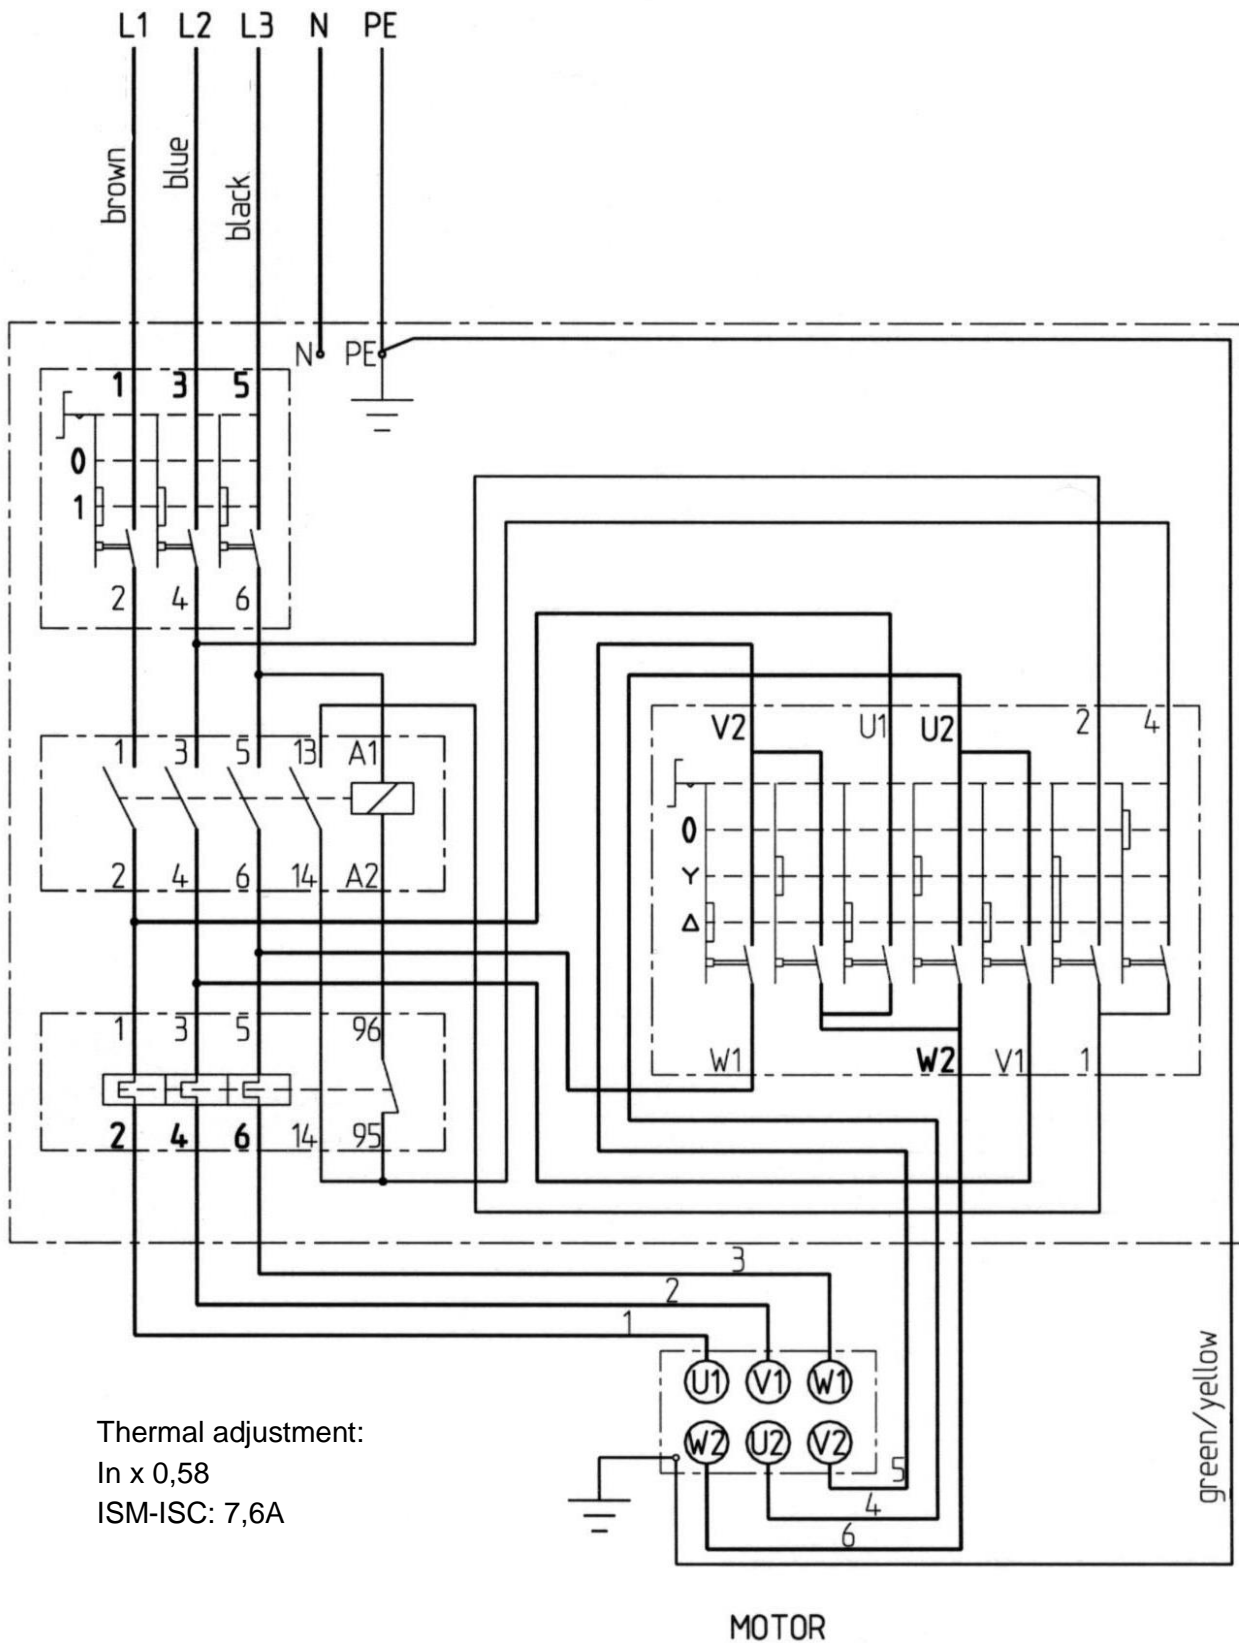 L1 L2 L3 N PE
brown
blue
black
N PE
1 3 5
0
1
2 4 6
V2 U1 U2 2 4
1 3 5 13 A1
0
Y
2 4 6 14 A2
Δ
1 3 5 96
W1 W2 V1 1
2 4 6 14 95
3
2
1
U1 V1 W1
green/yellow
Thermal adjustment:
W2 U2 V2
In x 0,58
5
4
ISM-ISC: 7,6A
6
MOTOR